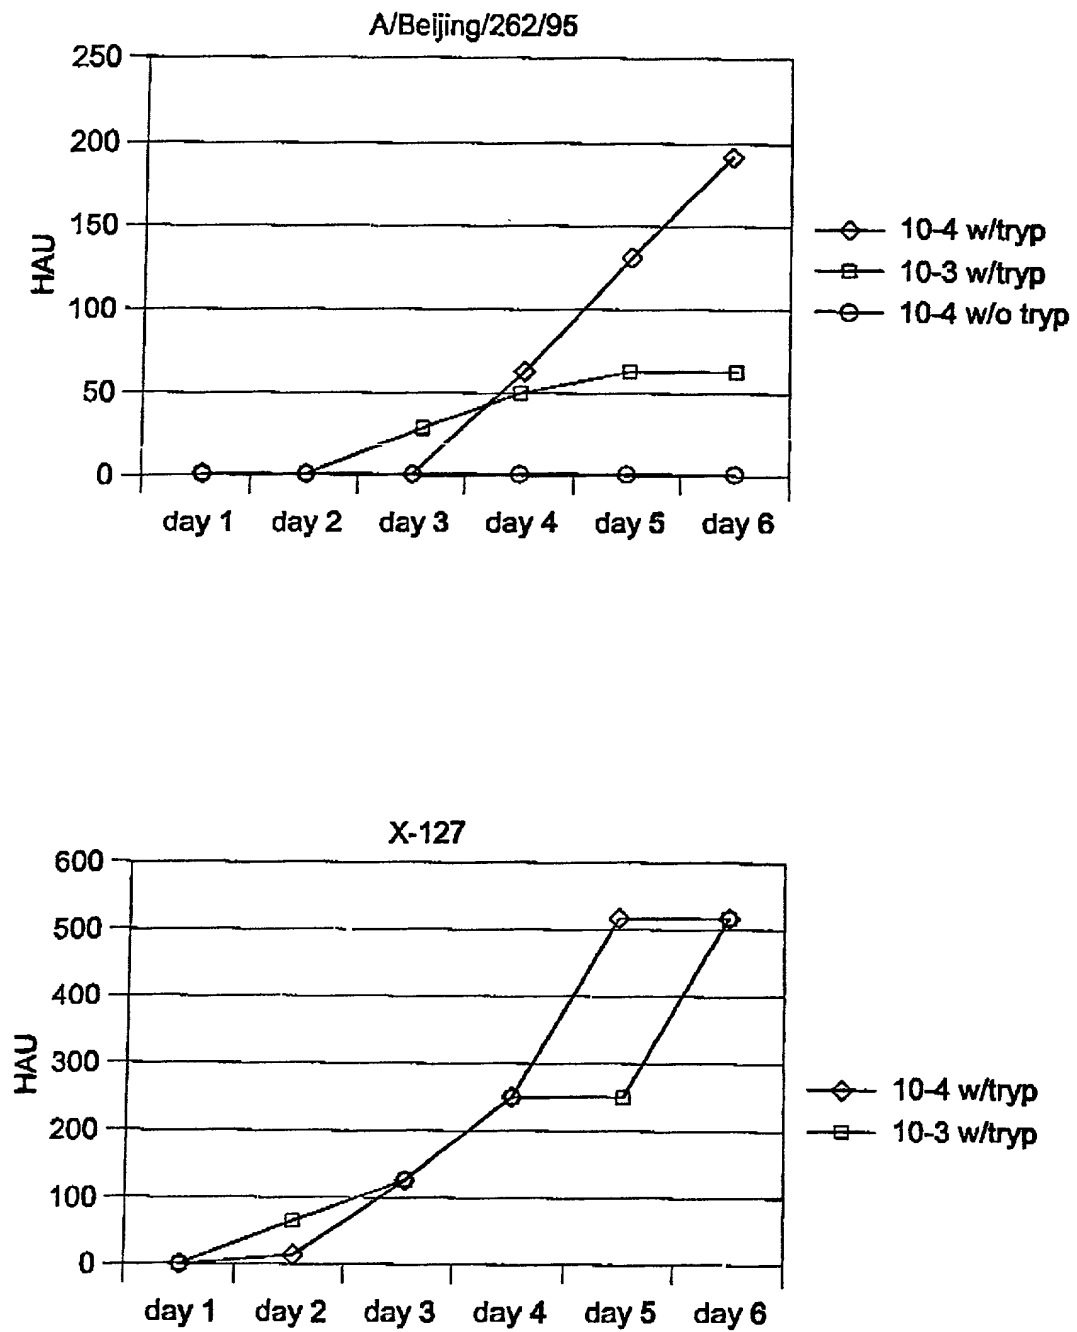 A/Beijing/262/95
250
200
150
100
50
0
HAU
day 1 day 2 day 3 day 4 day 5 day 6
10-4 w/tryp
10-3 w/tryp
10-4 w/o tryp
X-127
600
500
400
300
200
100
0
HAU
day 1 day 2 day 3 day 4 day 5 day 6
10-4 w/tryp
10-3 w/tryp